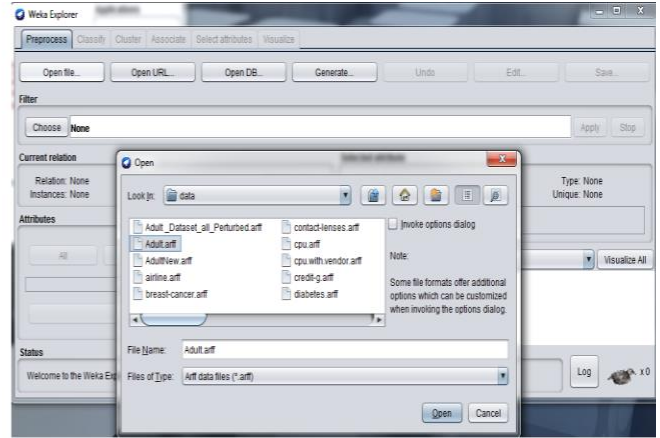 Weka Explorer
Preprocess Classify Cluster Associate Select attributes Visualize
Open file... Open URL... Open DB... Generate... Undo Edit... Save...
Filter
Choose None Apply Stop
Current relation
Relation: None
Instances: None
Type: None
Unique: None
Attributes
All
Visualize All
Status
Welcome to the Weka Exp
Log x 0
Open
Look In: data
Adult_Dataset_all_Perturbed.arff
Adult.arff
AdultNew.arff
airline.arff
breast-cancer.arff
contact-lenses.arff
cpu.arff
cpu.with.vendor.arff
credit-g.arff
diabetes.arff
Invoke options dialog
Note:
Some file formats offer additional
options which can be customized
when invoking the options dialog.
File Name: Adult.arff
Files of Type: Arff data files (*.arff)
Open Cancel